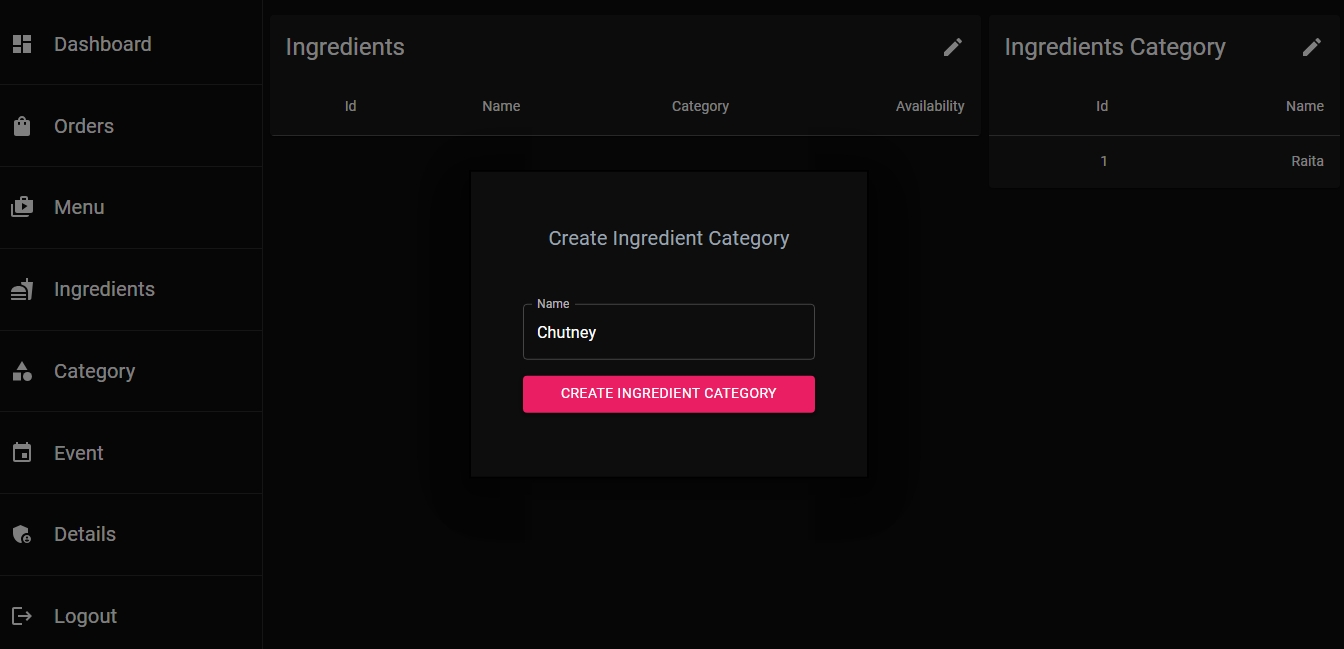 Dashboard
Orders
Menu
Ingredients
Category
Event
Details
Logout
Ingredients
Id Name Category Availability
Ingredients Category
Id Name
1 Raita
Create Ingredient Category
Name
Chutney
CREATE INGREDIENT CATEGORY